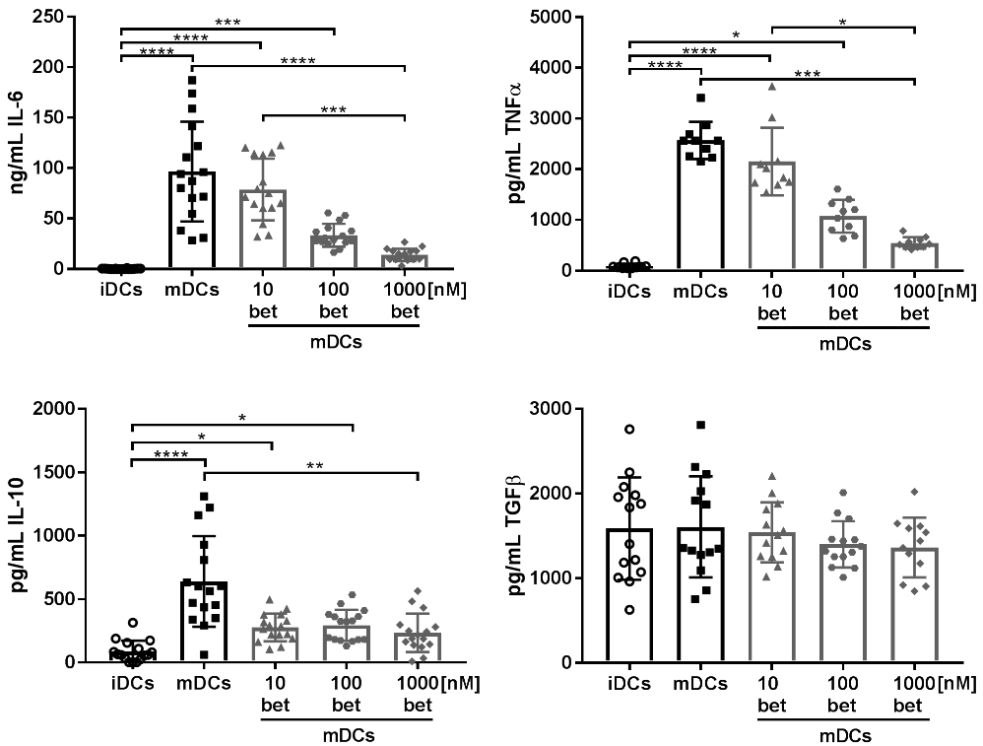 ng/mL IL-6
250
200
150
100
50
0
***
****
****
****
***
iDCs mDCs 10 100 1000[nM]
bet bet bet
mDCs
pg/mL TNFα
5000
4000
3000
2000
1000
0
*
*
****
****
***
iDCs mDCs 10 100 1000[nM]
bet bet bet
mDCs
pg/mL IL-10
2000
1500
1000
500
0
*
*
****
**
iDCs mDCs 10 100 1000[nM]
bet bet bet
mDCs
pg/mL TGFβ
3000
2000
1000
0
iDCs mDCs 10 100 1000[nM]
bet bet bet
mDCs